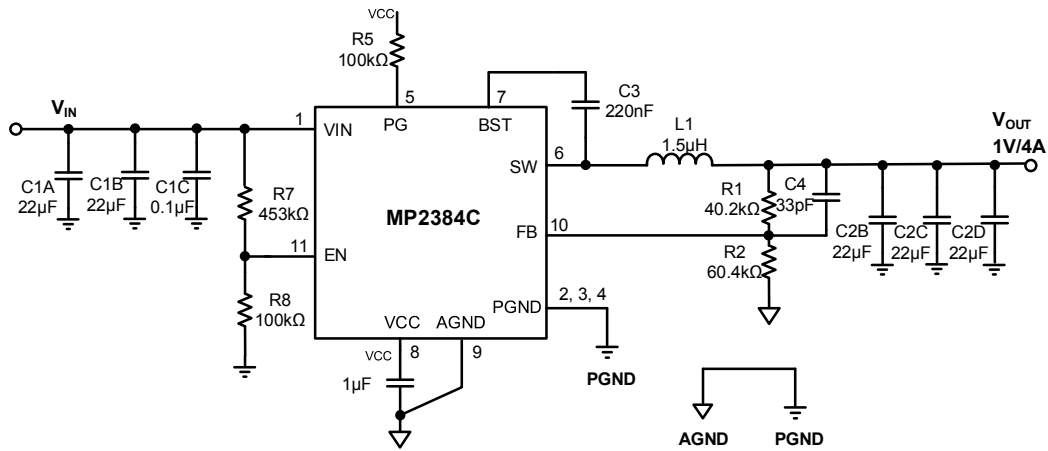 VCC
R5
100kΩ
5
7
C3
220nF
VIN
1
VIN
PG
BST
L1
1.5µH
VOUT
1V/4A
6
SW
C1A
22µF
C1B
22µF
C1C
0.1µF
R7
453kΩ
MP2384C
R1
40.2kΩ
C4
33pF
FB
10
11
EN
R2
60.4kΩ
C2B
22µF
C2C
22µF
C2D
22µF
R8
100kΩ
PGND
2, 3, 4
VCC
AGND
VCC
8
9
1µF
PGND
AGND
PGND